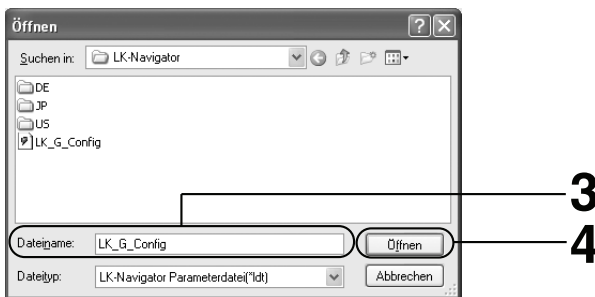 Öffnen
Suchen in: LK-Navigator
DE
JP
US
LK_G_Config
3
Dateiname: LK_G_Config Öffnen
4
Dateityp: LK-Navigator Parameterdatei(*ldt) Abbrechen